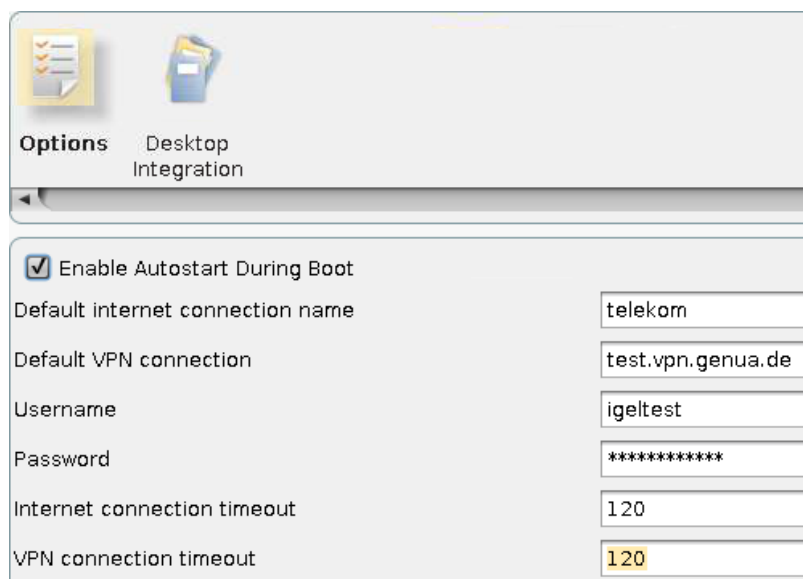 Options
Desktop
Integration
Enable Autostart During Boot
Default internet connection name telekom
Default VPN connection test.vpn.genua.de
Username igeltest
Password ************
Internet connection timeout 120
VPN connection timeout 120